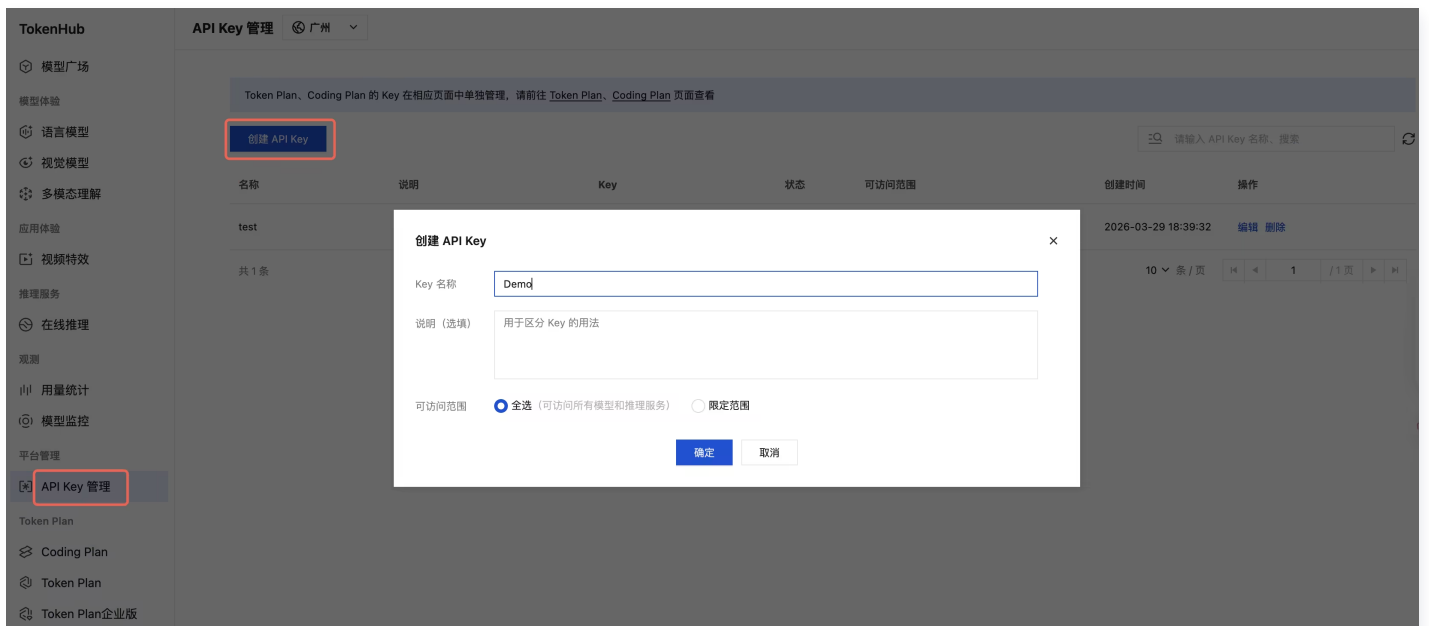 TokenHub
API Key 管理 广州
模型广场
模型体验
语言模型
视觉模型
多模态理解
应用体验
视频特效
推理服务
在线推理
观测
用量统计
模型监控
平台管理
API Key 管理
Token Plan
Coding Plan
Token Plan
Token Plan企业版
Token Plan、Coding Plan 的 Key 在相应页面中单独管理，请前往 Token Plan、Coding Plan 页面查看
创建 API Key
请输入 API Key 名称、搜索
名称 说明 Key 状态 可访问范围 创建时间 操作
test 2026-03-29 18:39:32 编辑 删除
共 1 条 10 条 / 页 1 / 1 页
创建 API Key
Key 名称 Demo
说明（选填） 用于区分 Key 的用法
可访问范围 全选（可访问所有模型和推理服务） 限定范围
确定 取消